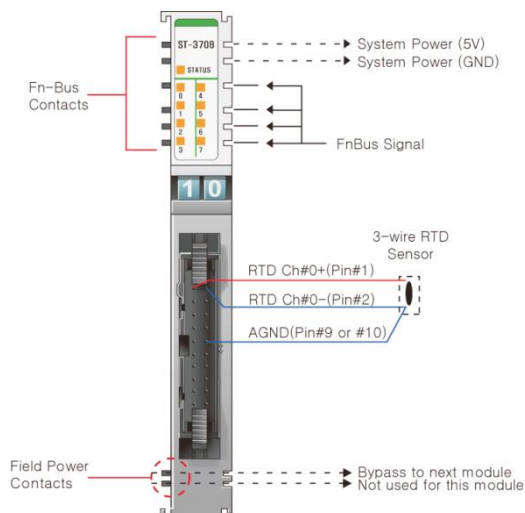 ST-3708
STATUS
0 4
1 5
2 6
3 7
10
Fn-Bus
Contacts
System Power (5V)
System Power (GND)
FnBus Signal
3-wire RTD
Sensor
RTD Ch#0+(Pin#1)
RTD Ch#0-(Pin#2)
AGND(Pin#9 or #10)
Field Power
Contacts
Bypass to next module
Not used for this module